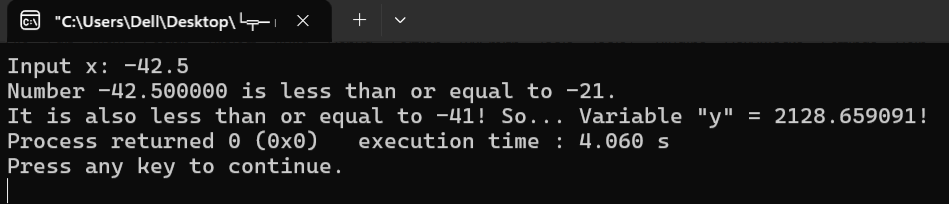 "C:\Users\Dell\Desktop\
Input x: -42.5
Number -42.500000 is less than or equal to -21.
It is also less than or equal to -41! So... Variable "y" = 2128.659091!
Process returned 0 (0x0)   execution time : 4.060 s
Press any key to continue.